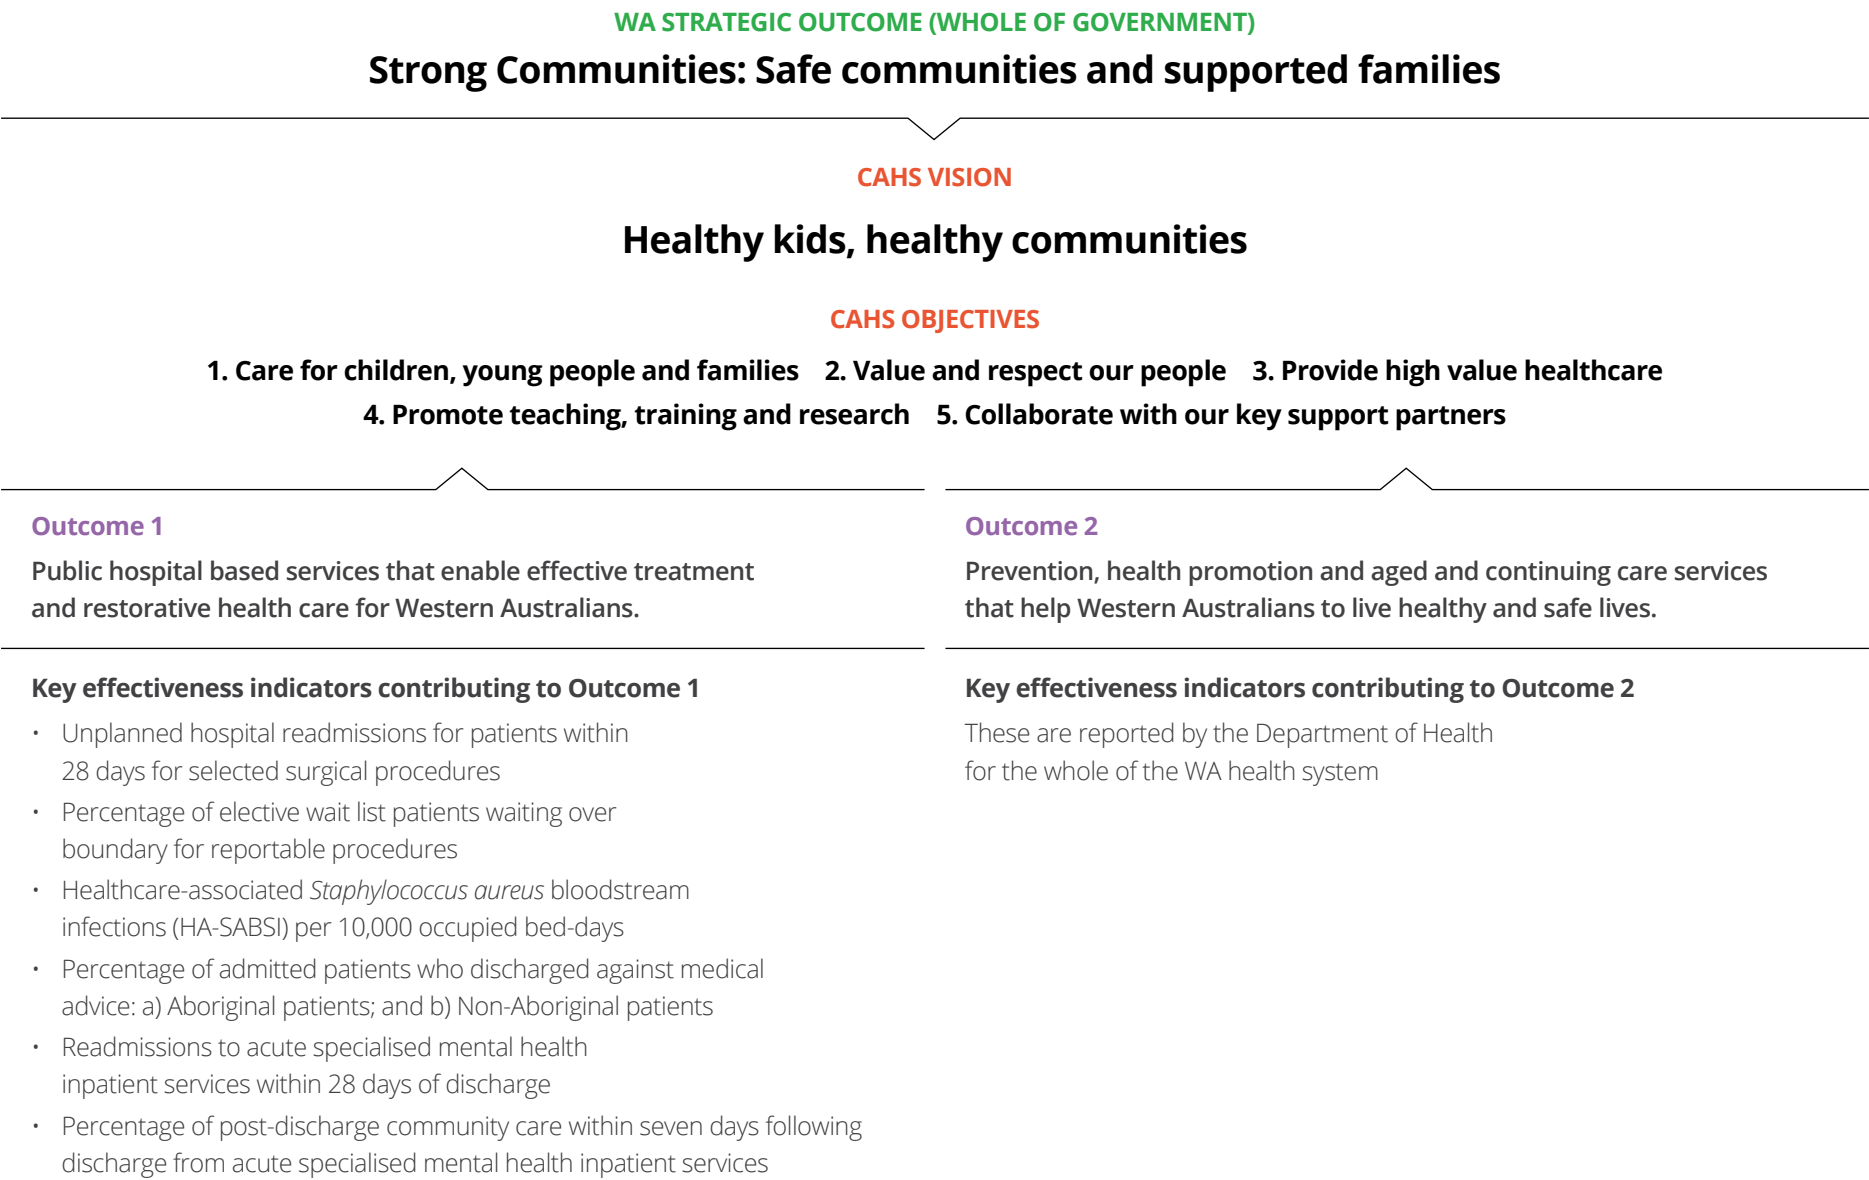 WA STRATEGIC OUTCOME (WHOLE OF GOVERNMENT)
Strong Communities: Safe communities and supported families
CAHS VISION
Healthy kids, healthy communities
CAHS OBJECTIVES
1. Care for children, young people and families 2. Value and respect our people 3. Provide high value healthcare
4. Promote teaching, training and research 5. Collaborate with our key support partners
Outcome 1
Public hospital based services that enable effective treatment
and restorative health care for Western Australians.
Key effectiveness indicators contributing to Outcome 1
• Unplanned hospital readmissions for patients within
28 days for selected surgical procedures
• Percentage of elective wait list patients waiting over
boundary for reportable procedures
• Healthcare-associated Staphylococcus aureus bloodstream
infections (HA-SABSI) per 10,000 occupied bed-days
• Percentage of admitted patients who discharged against medical
advice: a) Aboriginal patients; and b) Non-Aboriginal patients
• Readmissions to acute specialised mental health
inpatient services within 28 days of discharge
• Percentage of post-discharge community care within seven days following
discharge from acute specialised mental health inpatient services
Outcome 2
Prevention, health promotion and aged and continuing care services
that help Western Australians to live healthy and safe lives.
Key effectiveness indicators contributing to Outcome 2
These are reported by the Department of Health
for the whole of the WA health system